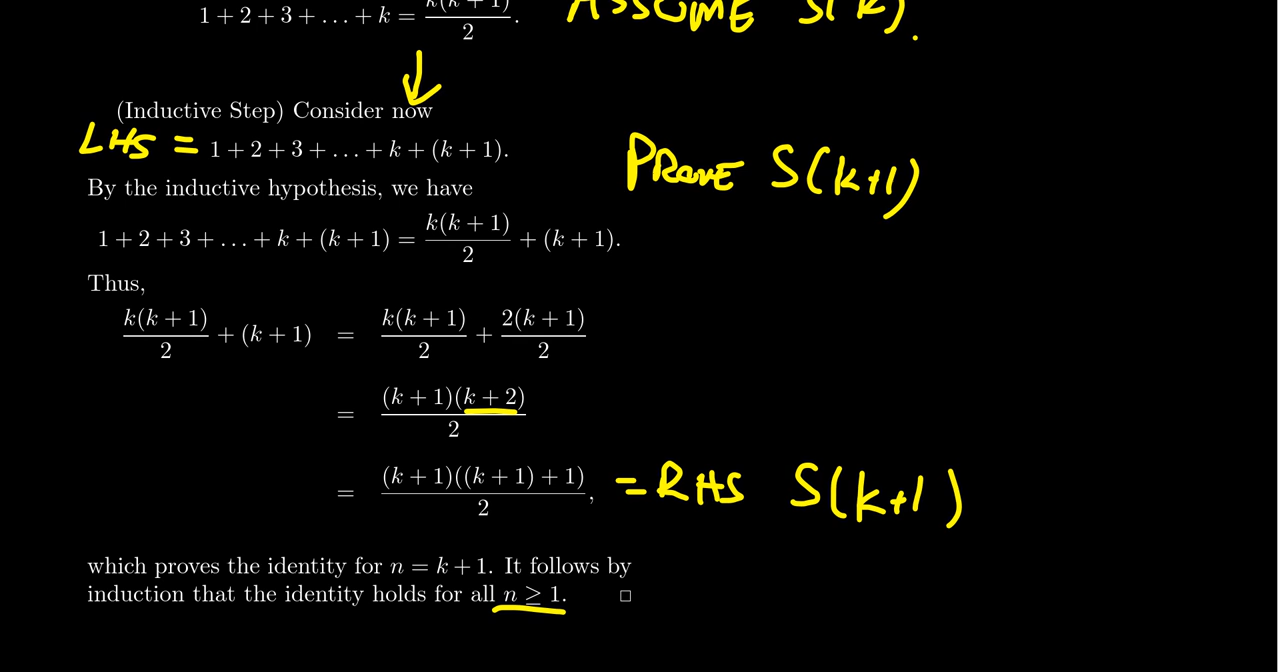 1 + 2 + 3 + . . . + k = k(k + 1) / 2. ASSUME S(k).
(Inductive Step) Consider now
LHS = 1 + 2 + 3 + . . . + k + (k + 1).
PROVE S(k+1)
By the inductive hypothesis, we have
1 + 2 + 3 + . . . + k + (k + 1) = k(k + 1) / 2 + (k + 1).
Thus,
k(k + 1) / 2 + (k + 1) = k(k + 1) / 2 + 2(k + 1) / 2
= (k + 1)(k + 2) / 2
= (k + 1)((k + 1) + 1) / 2, = RHS S(k+1)
which proves the identity for n = k + 1. It follows by
induction that the identity holds for all n ≥ 1. □